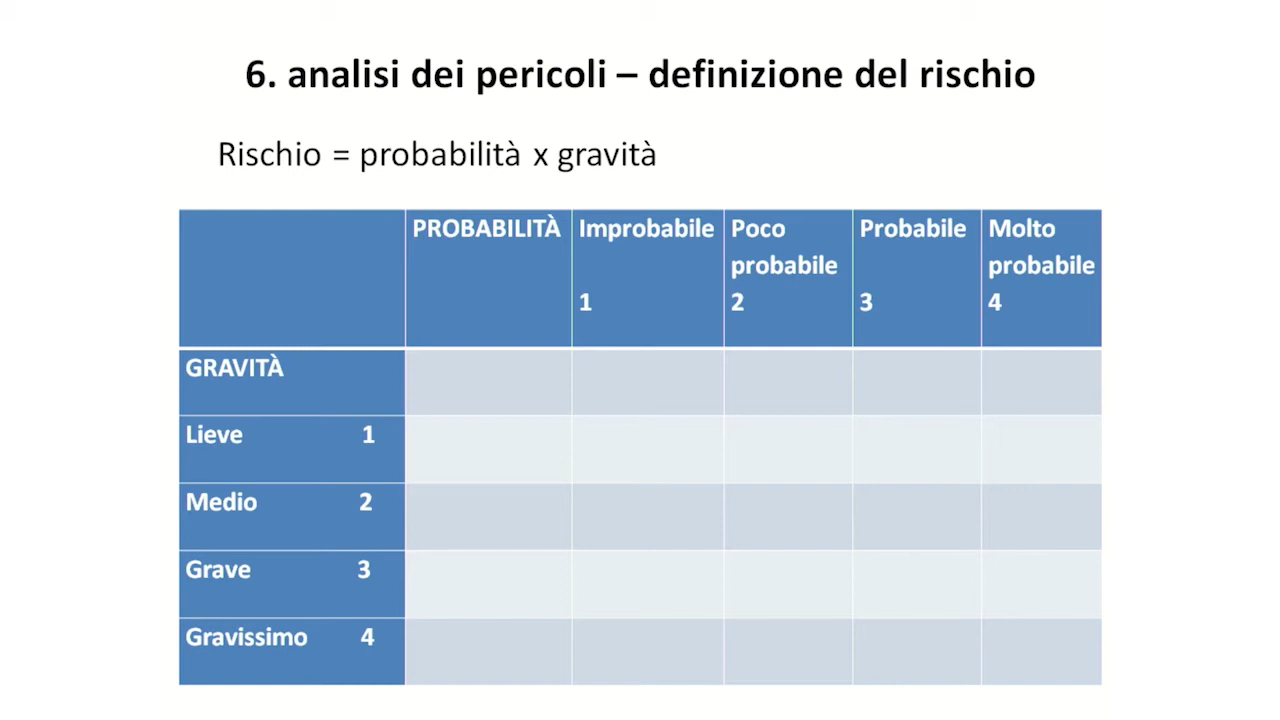 6. analisi dei pericoli – definizione del rischio
Rischio = probabilità x gravità
PROBABILITÀ
Improbabile
1
Poco
probabile
2
Probabile
3
Molto
probabile
4
GRAVITÀ
Lieve 1
Medio 2
Grave 3
Gravissimo 4